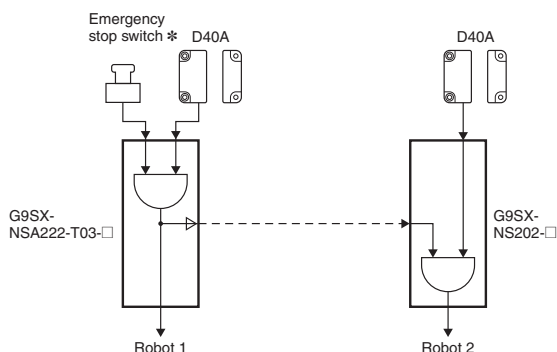 Emergency
stop switch *
D40A
D40A
G9SX-
NSA222-T03-□
G9SX-
NS202-□
Robot 1
Robot 2